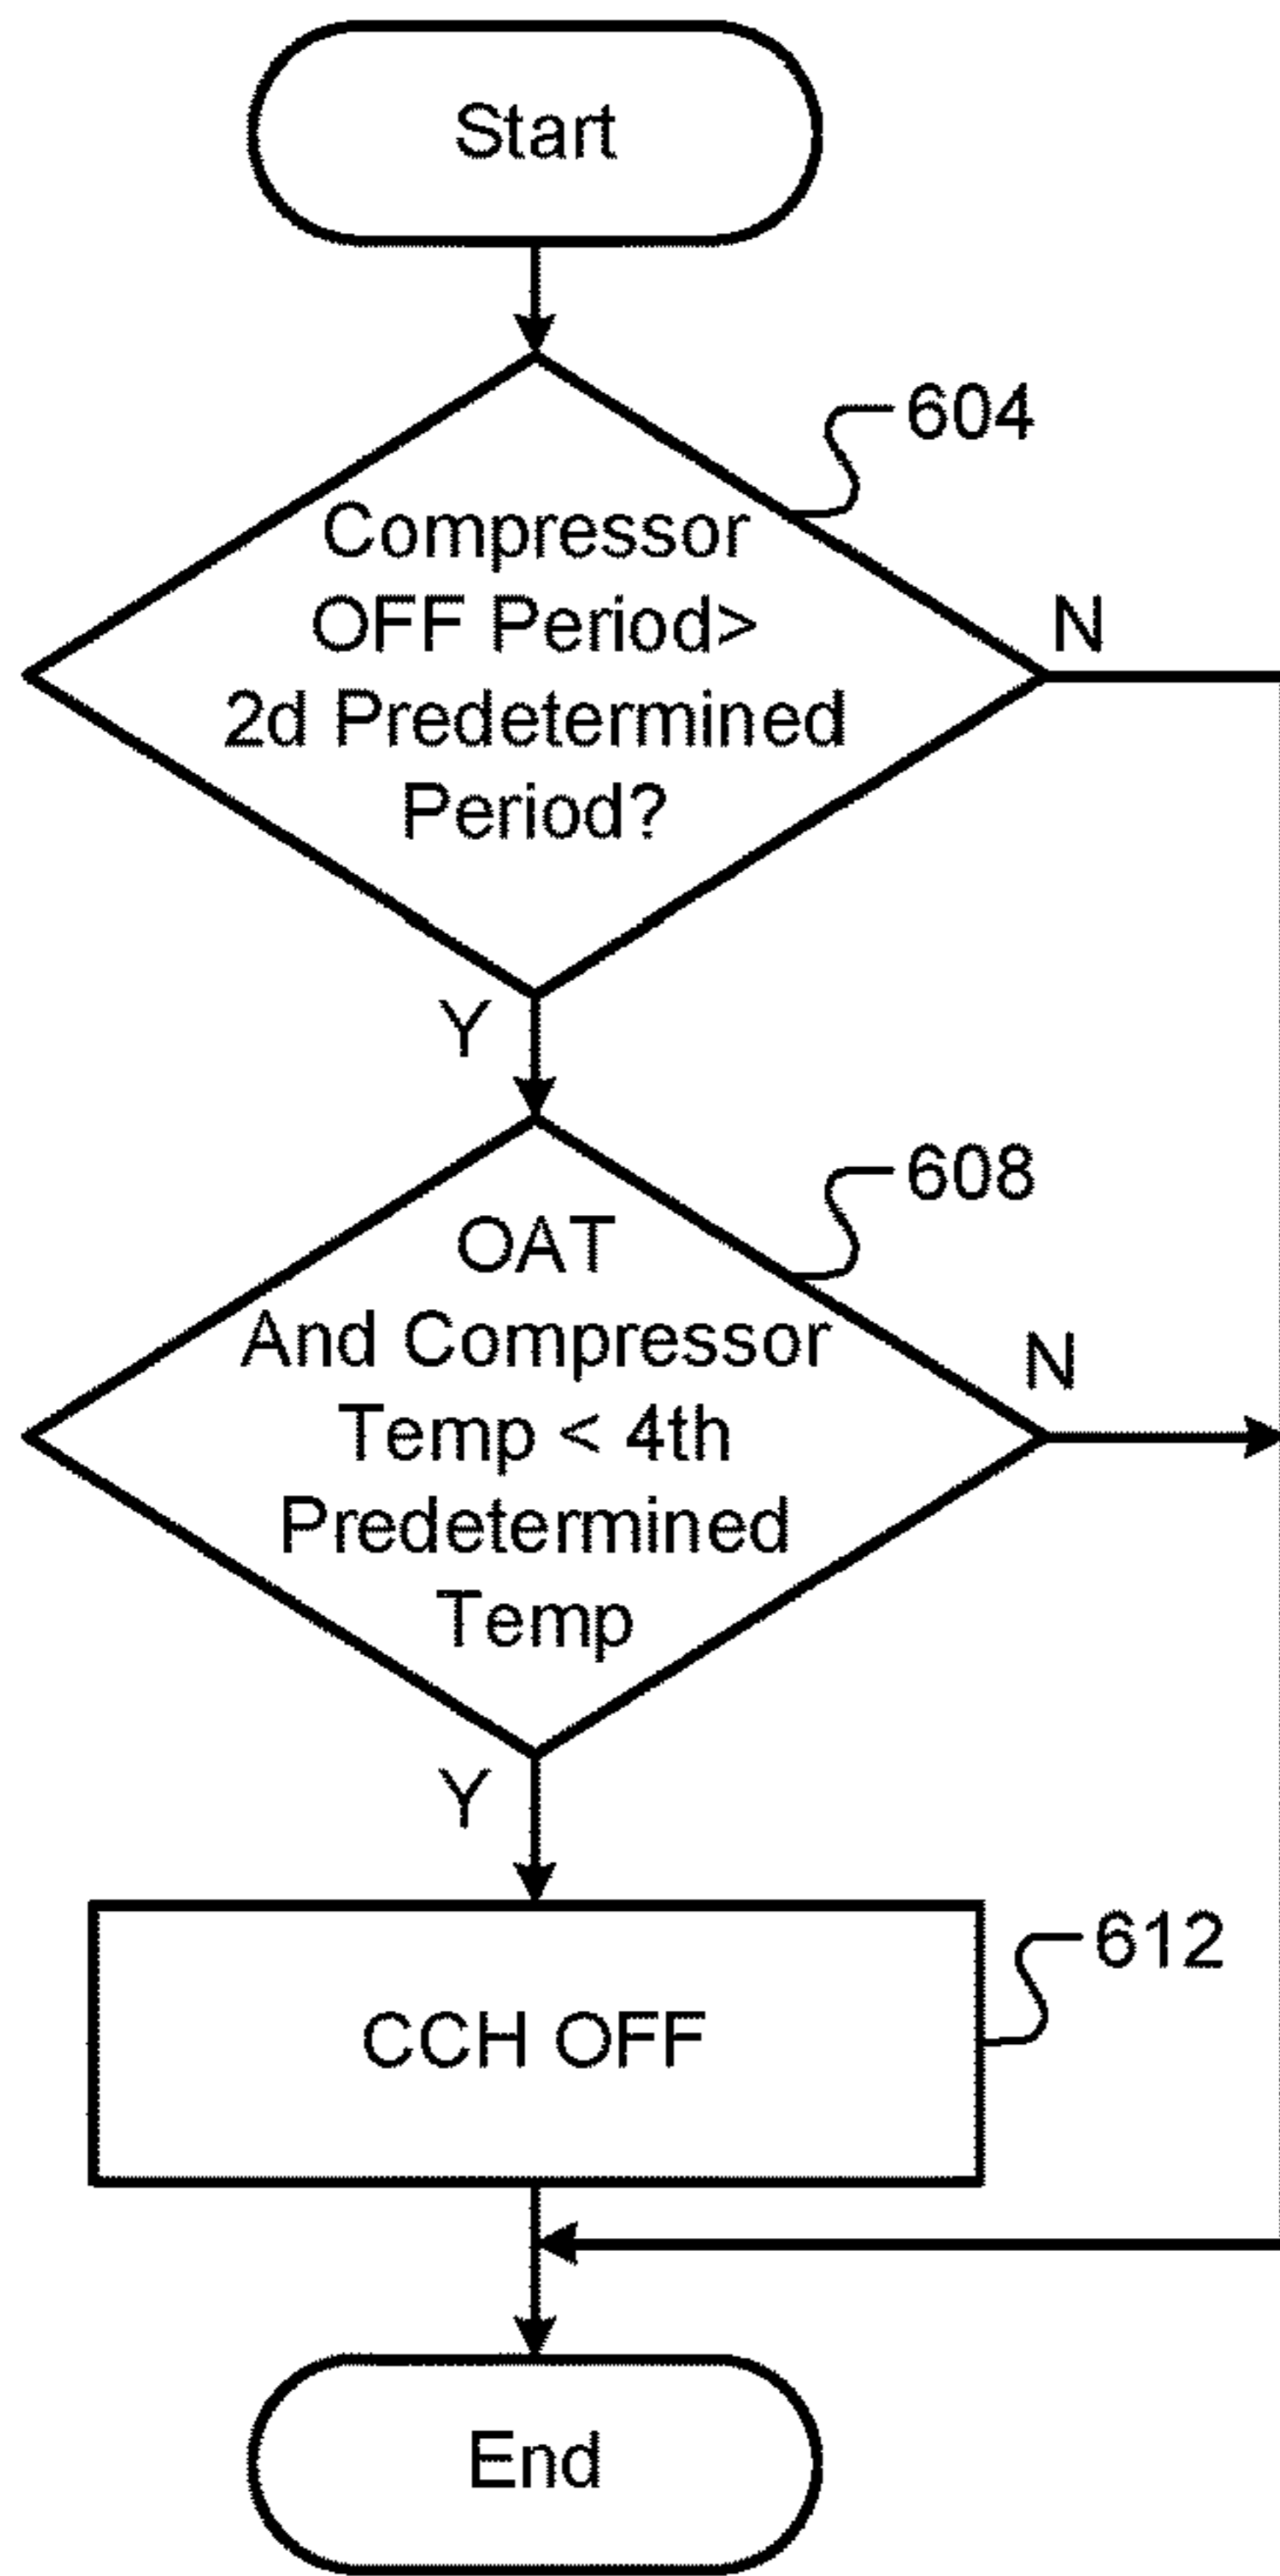 Start
604
Compressor
OFF Period>
2d Predetermined
Period?
N
Y
608
OAT
And Compressor
Temp < 4th
Predetermined
Temp
N
Y
612
CCH OFF
End